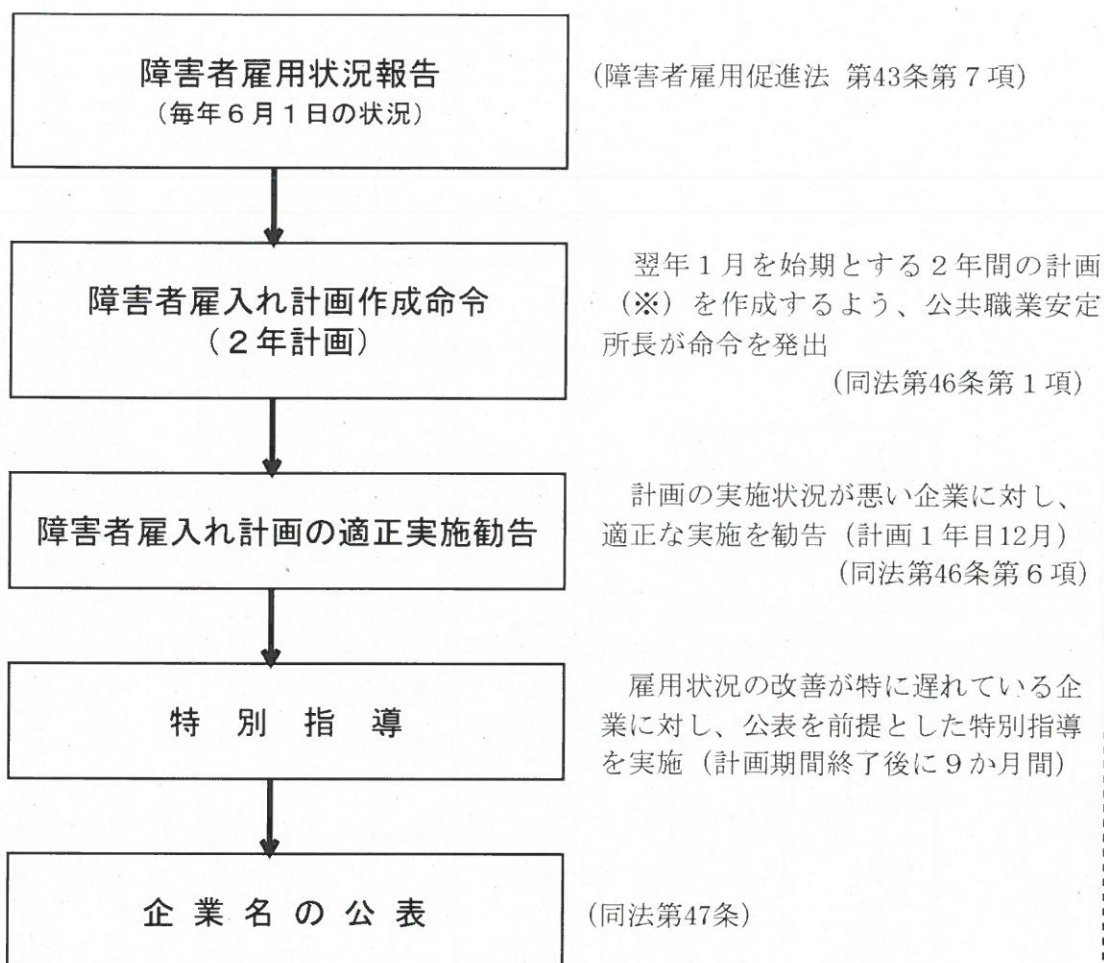 障害者雇用状況報告
（毎年６月１日の状況）
（障害者雇用促進法 第43条第７項）
障害者雇入れ計画作成命令
（２年計画）
翌年１月を始期とする２年間の計画
（※）を作成するよう、公共職業安定
所長が命令を発出
（同法第46条第１項）
障害者雇入れ計画の適正実施勧告
計画の実施状況が悪い企業に対し、
適正な実施を勧告（計画１年目12月）
（同法第46条第６項）
特別指導
雇用状況の改善が特に遅れている企
業に対し、公表を前提とした特別指導
を実施（計画期間終了後に９か月間）
企業名の公表
（同法第47条）